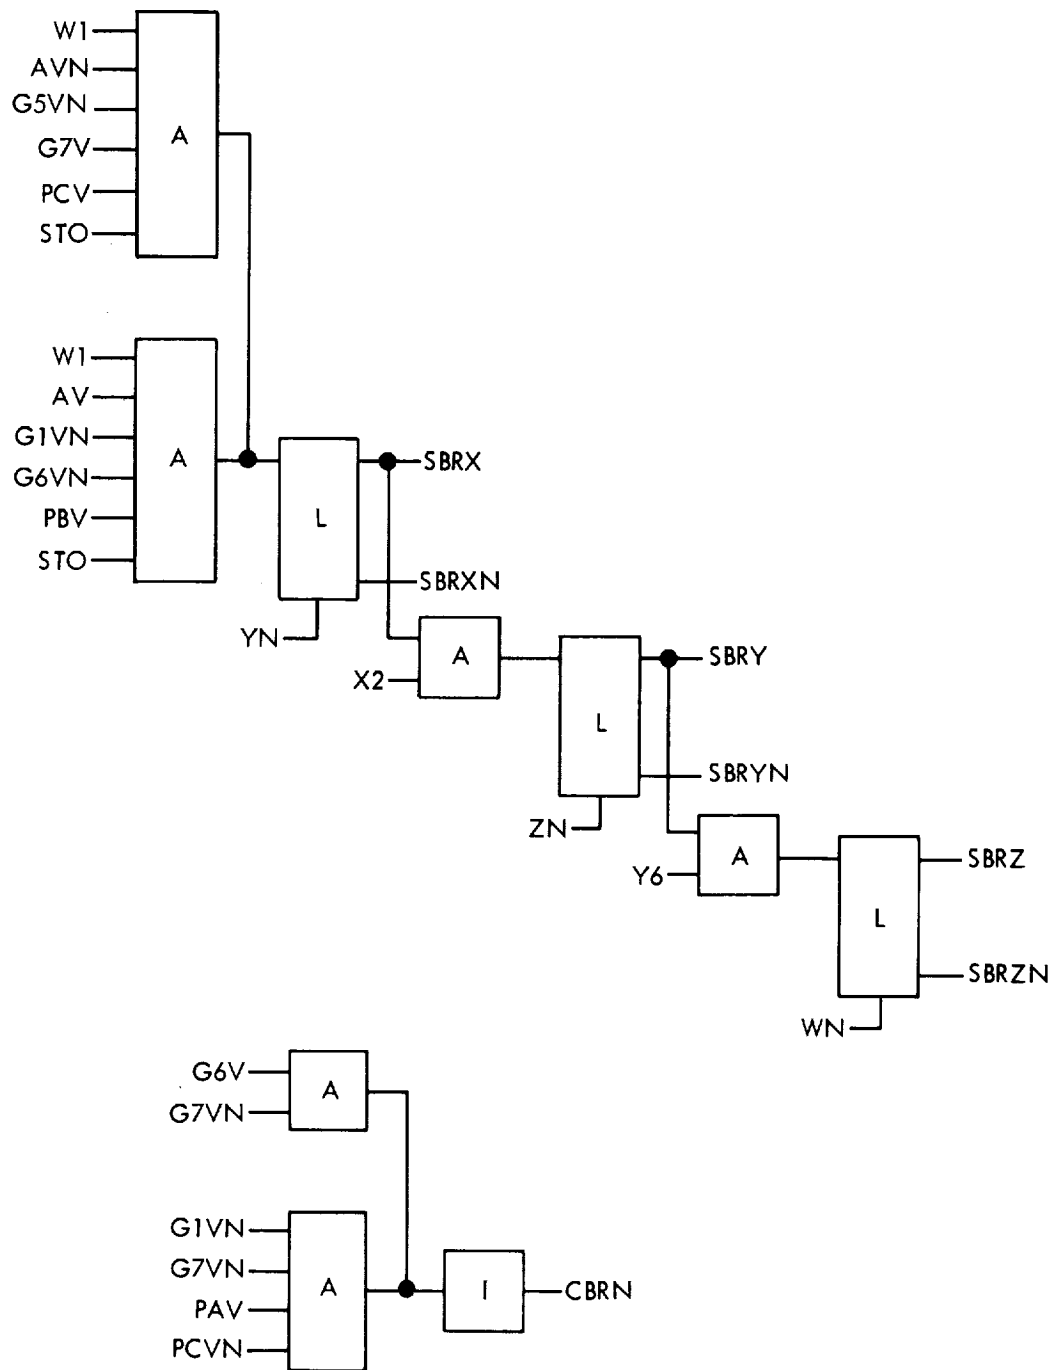 W1
AVN
G5VN
G7V
PCV
STO
A
W1
AV
G1VN
G6VN
PBV
STO
A
L
SBRX
SBRXN
YN
X2
A
L
SBRY
SBRYN
ZN
Y6
A
L
SBRZ
SBRZN
WN
G6V
G7VN
A
G1VN
G7VN
PAV
PCVN
A
I
CBRN